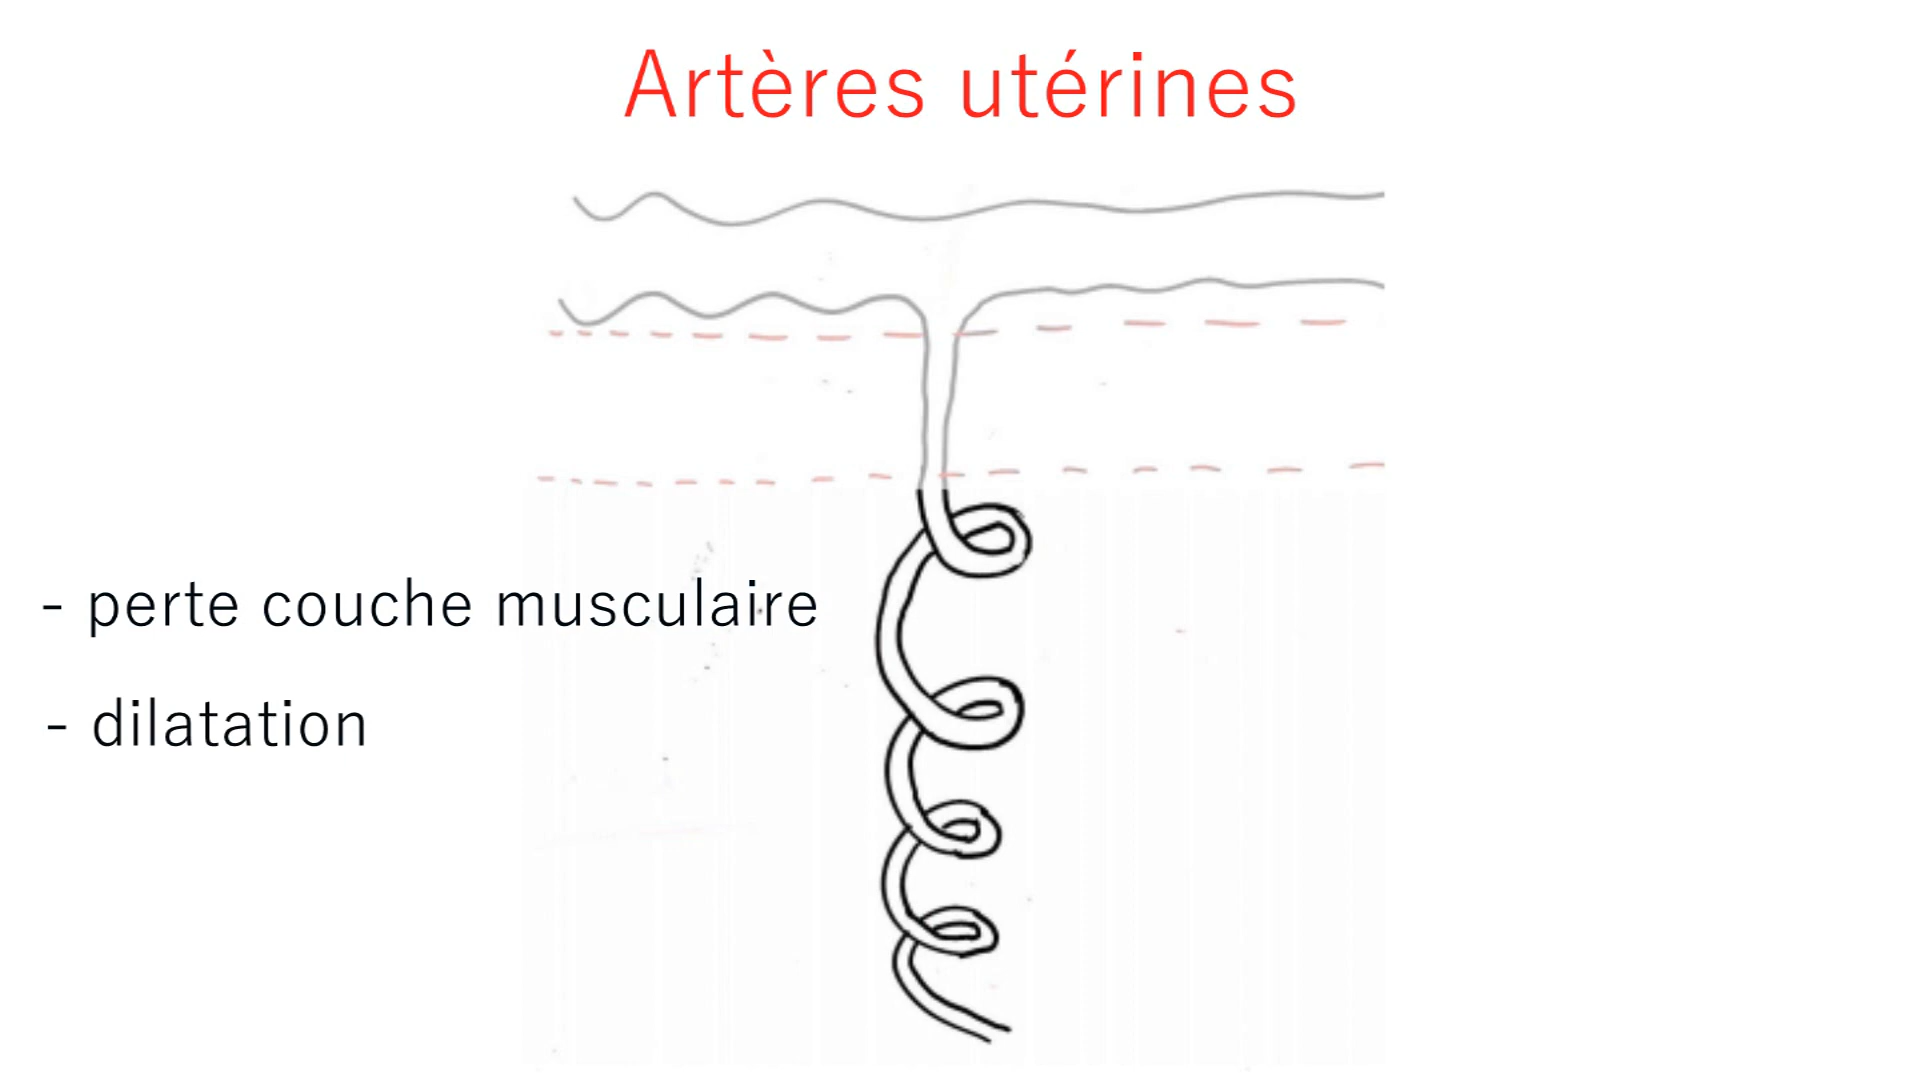 Artères utérines
- perte couche musculaire
- dilatation